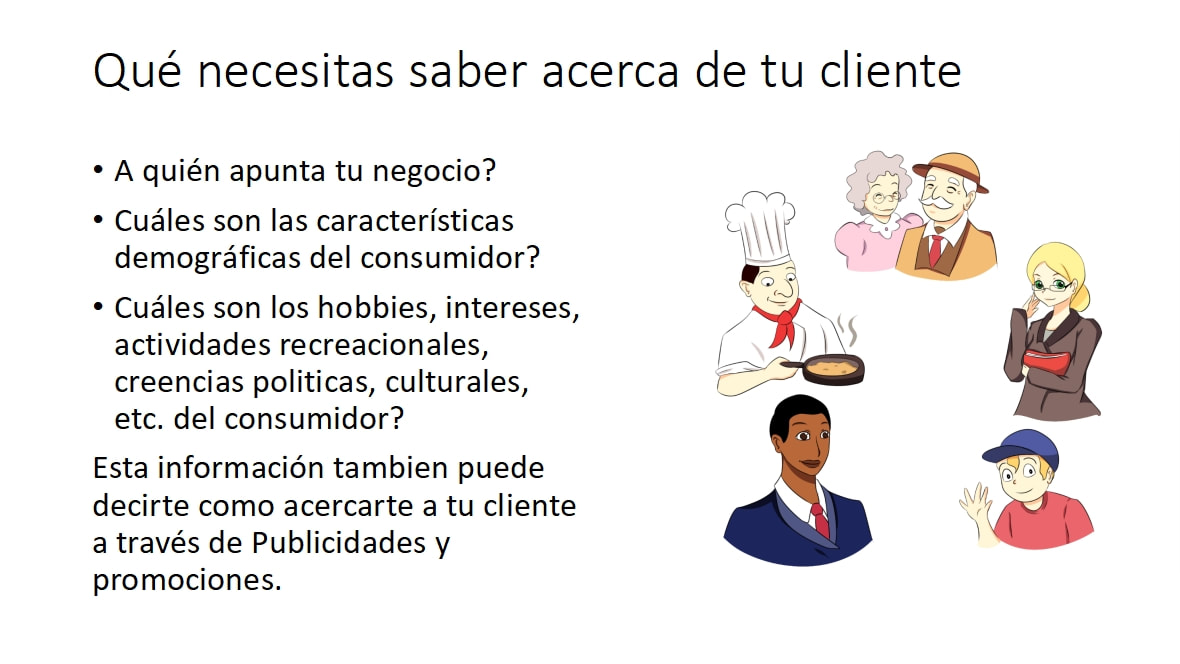 Qué necesitas saber acerca de tu cliente
• A quién apunta tu negocio?
• Cuáles son las características
demográficas del consumidor?
• Cuáles son los hobbies, intereses,
actividades recreacionales,
creencias politicas, culturales,
etc. del consumidor?
Esta información tambien puede
decirte como acercarte a tu cliente
a través de Publicidades y
promociones.